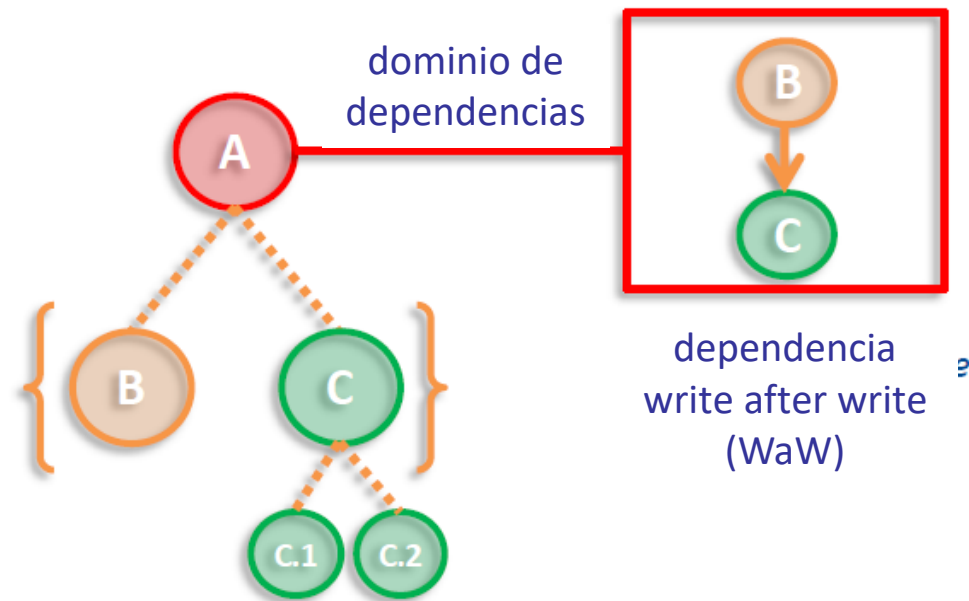 dominio de
dependencias
A
B
C
B
C
C.1
C.2
dependencia
write after write
(WaW)
e